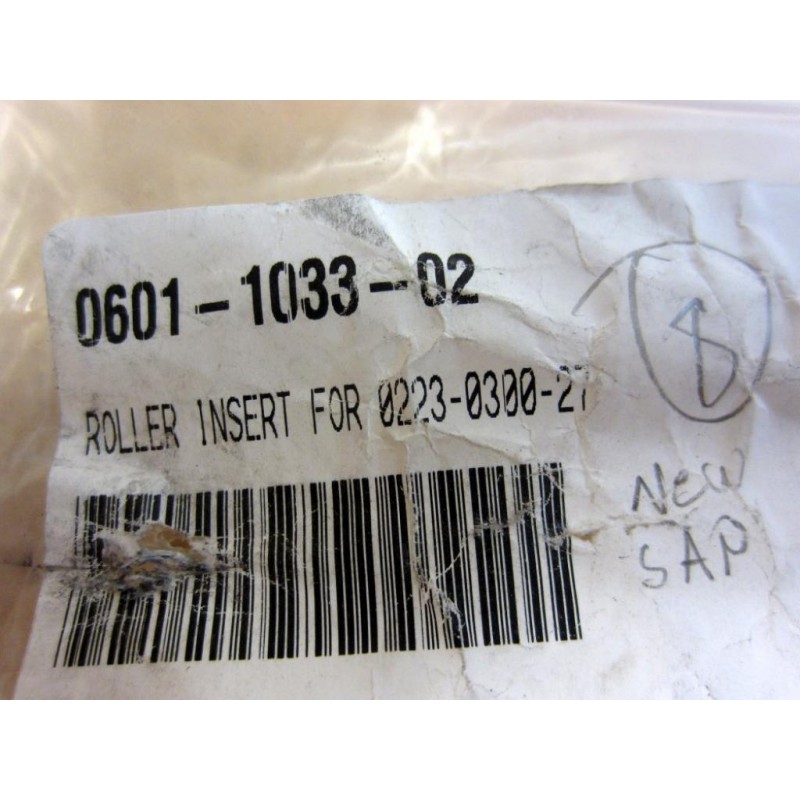 0601-1033-02
ROLLER INSERT FOR 0223-0300-27
8
New
SAP